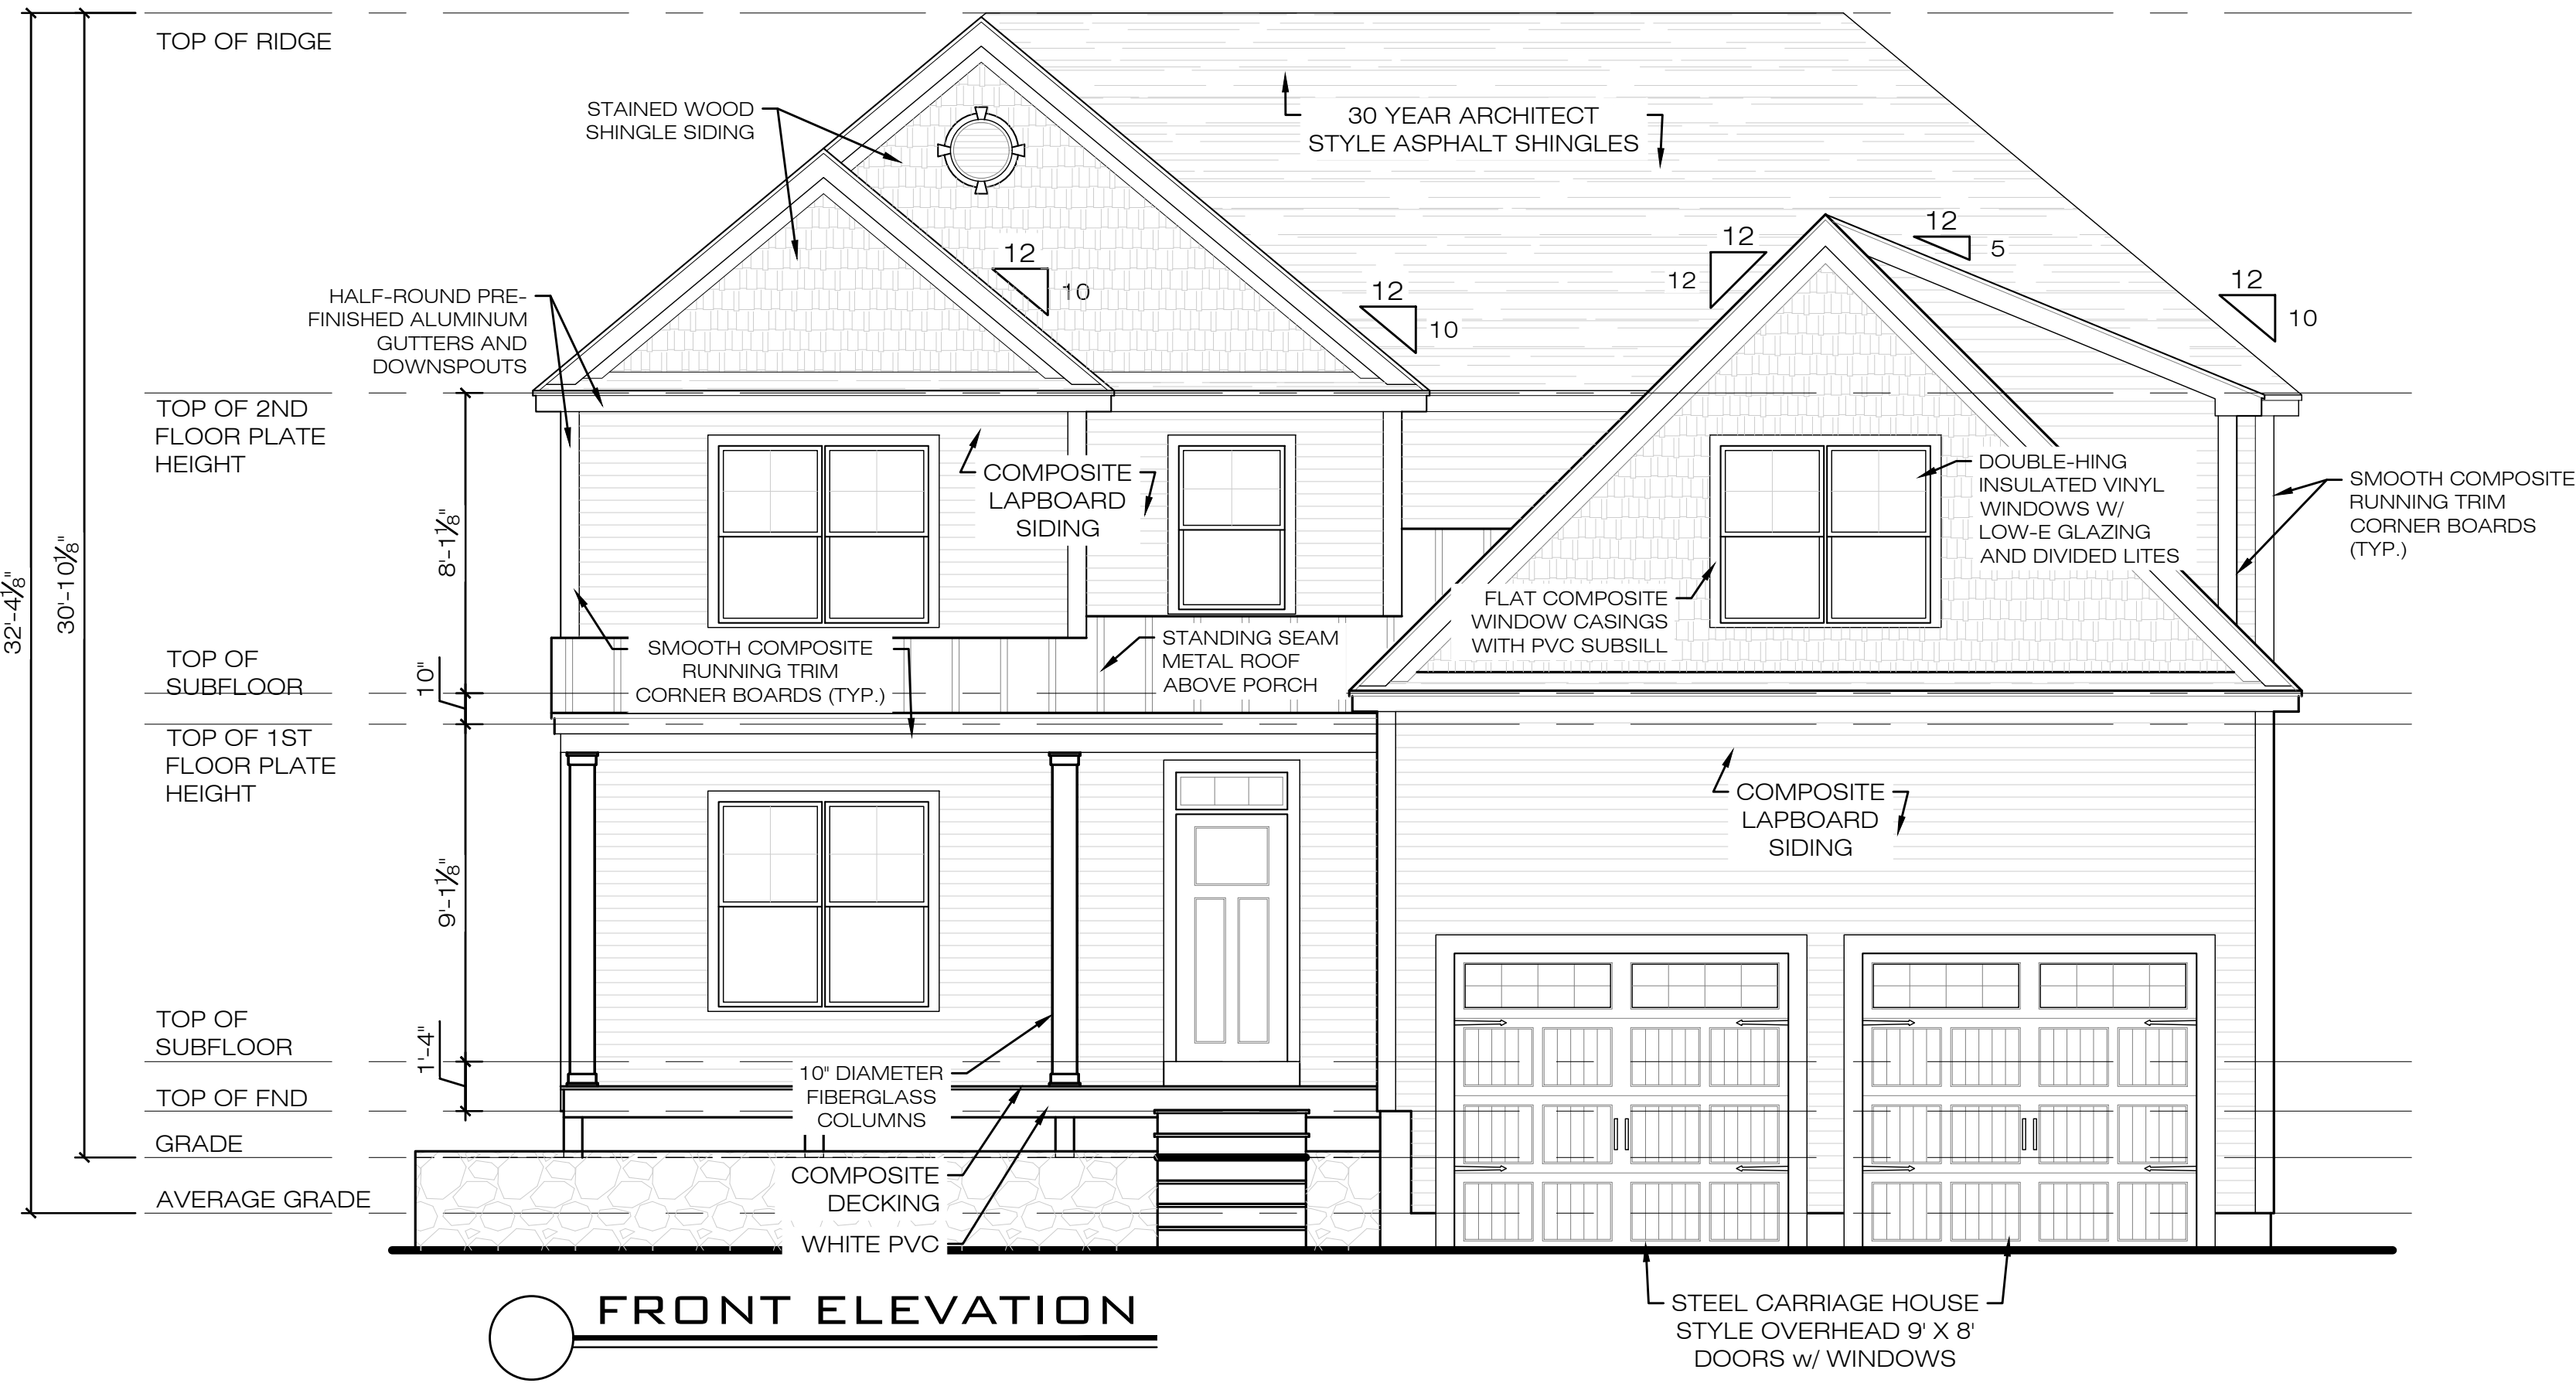 TOP OF RIDGE
STAINED WOOD
SHINGLE SIDING
30 YEAR ARCHITECT
STYLE ASPHALT SHINGLES
12
10
12
10
12
12
12
5
12
10
HALF-ROUND PRE-
FINISHED ALUMINUM
GUTTERS AND
DOWNSPOUTS
TOP OF 2ND
FLOOR PLATE
HEIGHT
COMPOSITE
LAPBOARD
SIDING
DOUBLE-HING
INSULATED VINYL
WINDOWS W/
LOW-E GLAZING
AND DIVIDED LITES
SMOOTH COMPOSITE
RUNNING TRIM
CORNER BOARDS
(TYP.)
32'-4⅛"
30'-10⅛"
8'-1⅛"
FLAT COMPOSITE
WINDOW CASINGS
WITH PVC SUBSILL
SMOOTH COMPOSITE
RUNNING TRIM
CORNER BOARDS (TYP.)
STANDING SEAM
METAL ROOF
ABOVE PORCH
TOP OF
SUBFLOOR
10"
TOP OF 1ST
FLOOR PLATE
HEIGHT
COMPOSITE
LAPBOARD
SIDING
9'-1⅛"
TOP OF
SUBFLOOR
1'-4"
10" DIAMETER
FIBERGLASS
COLUMNS
TOP OF FND
GRADE
COMPOSITE
DECKING
AVERAGE GRADE
WHITE PVC
STEEL CARRIAGE HOUSE
STYLE OVERHEAD 9' X 8'
DOORS w/ WINDOWS
FRONT ELEVATION